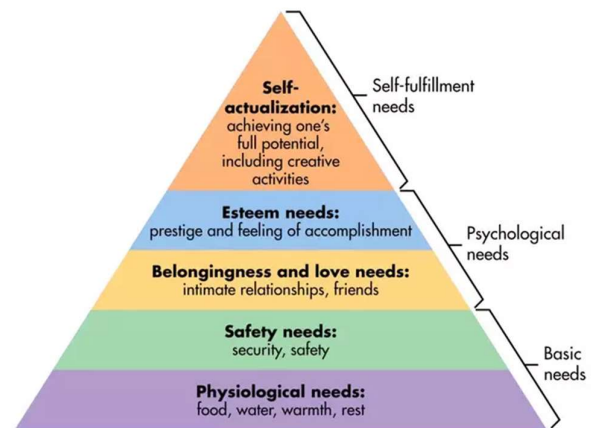 Self-
actualization:
achieving one's
full potential,
including creative
activities
Self-fulfillment
needs
Esteem needs:
prestige and feeling of accomplishment
Psychological
needs
Belongingness and love needs:
intimate relationships, friends
Safety needs:
security, safety
Basic
needs
Physiological needs:
food, water, warmth, rest